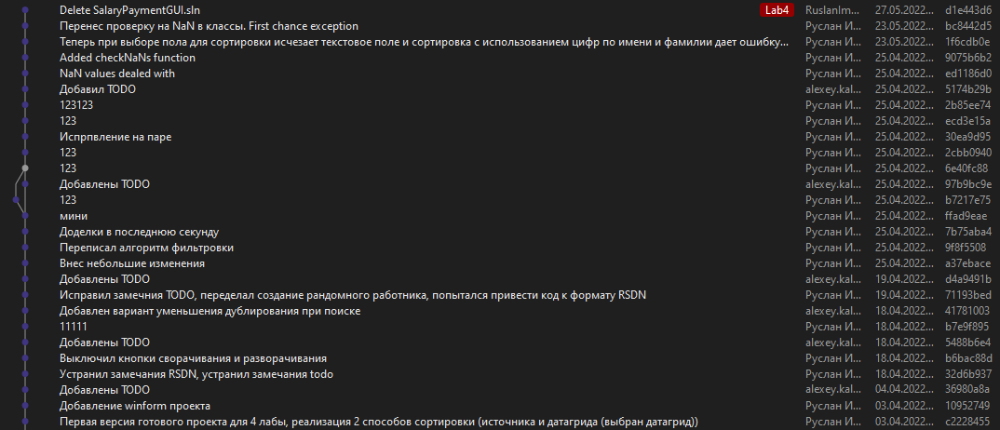 Delete SalaryPaymentGUI.sln Lab4 RuslanIm... 27.05.2022... d1e443d6
Перенес проверку на NaN в классы. First chance exception Руслан И... 23.05.2022... bc8442d5
Теперь при выборе пола для сортировки исчезает текстовое поле и сортировка с использованием цифр по имени и фамилии дает ошибку... Руслан И... 23.05.2022... 1f6cdb0e
Added checkNaNs function Руслан И... 25.04.2022... 9075b6b2
NaN values dealed with Руслан И... 25.04.2022... ed1186d0
Добавил TODO alexey.kal... 25.04.2022... 5174b29b
123123 Руслан И... 25.04.2022... 2b85ee74
123 Руслан И... 25.04.2022... ecd3e15a
Испрпвление на паре Руслан И... 25.04.2022... 30ea9d95
123 Руслан И... 25.04.2022... 2cbb0940
123 Руслан И... 25.04.2022... 6e40fc88
Добавлены TODO alexey.kal... 25.04.2022... 97b9bc9e
123 Руслан И... 25.04.2022... b7217e75
мини Руслан И... 25.04.2022... ffad9eae
Доделки в последнюю секунду Руслан И... 25.04.2022... 7b75aba4
Переписал алгоритм фильтровки Руслан И... 25.04.2022... 9f8f5508
Внес небольшие изменения Руслан И... 25.04.2022... a37ebace
Добавлены TODO alexey.kal... 19.04.2022... d4a9491b
Исправил замечния TODO, переделал создание рандомного работника, попытался привести код к формату RSDN Руслан И... 19.04.2022... 71193bed
Добавлен вариант уменьшения дублирования при поиске alexey.kal... 18.04.2022... 41781003
11111 Руслан И... 18.04.2022... b7e9f895
Добавлены TODO alexey.kal... 18.04.2022... 5488b6e4
Выключил кнопки сворачивания и разворачивания Руслан И... 18.04.2022... b6bac88d
Устранил замечания RSDN, устранил замечания todo Руслан И... 18.04.2022... 32d6b937
Добавлены TODO alexey.kal... 04.04.2022... 36980a8a
Добавление winform проекта Руслан И... 03.04.2022... 10952749
Первая версия готового проекта для 4 лабы, реализация 2 способов сортировки (источника и датагрида (выбран датагрид)) Руслан И... 03.04.2022... c2228455